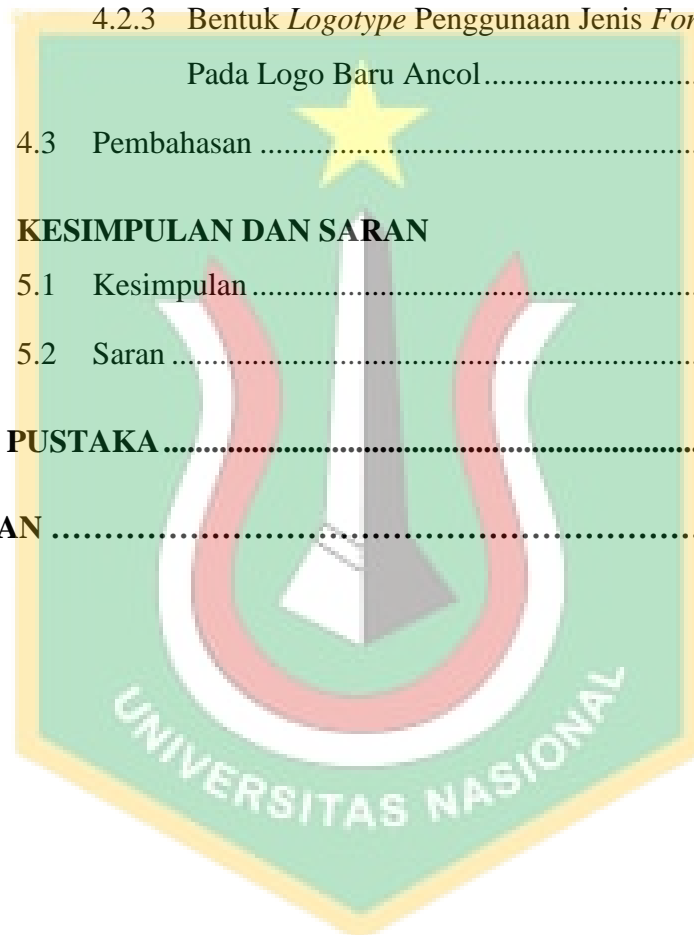 4.2.3 Bentuk Logotype Penggunaan Jenis
Pada Logo Baru Ancol
4.3 Pembahasan
KESIMPULAN DAN SARAN
5.1 Kesimpulan
5.2 Saran
PUSTAKA
UNIVERSITAS NASIONAL